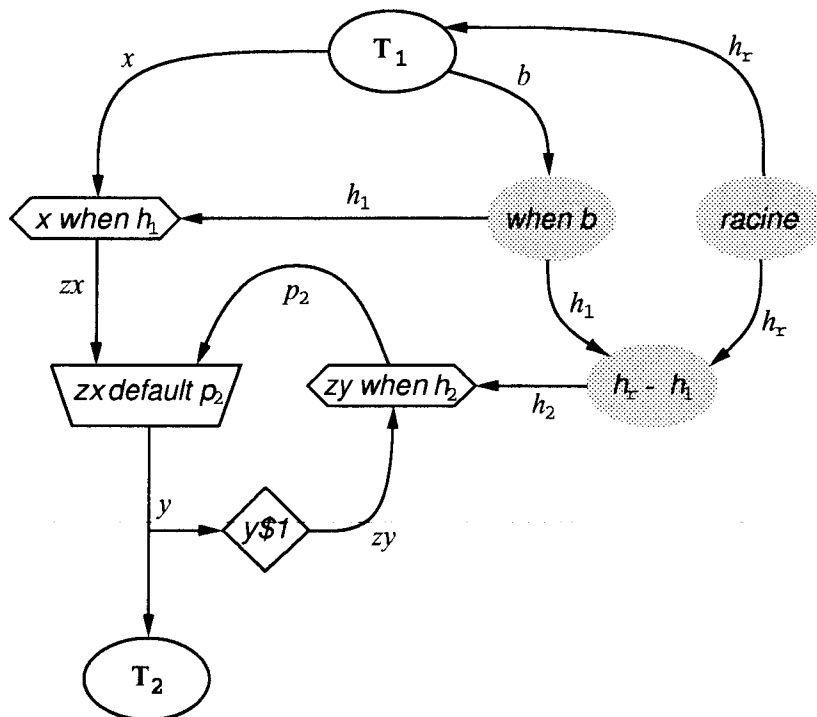 T₁
x
b
hᵣ
x when h₁
h₁
when b
racine
zx
p₂
h₁
hᵣ
zx default p₂
zy when h₂
h₂
hᵣ - h₁
y
y$1
zy
T₂